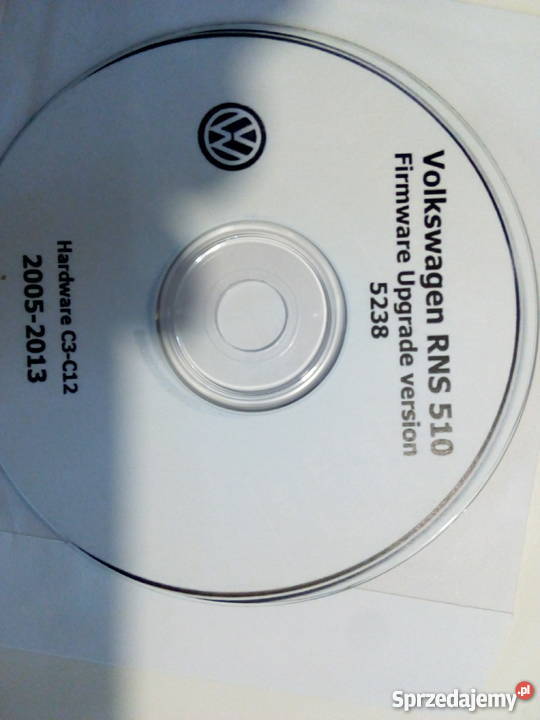 Volkswagen RNS 510
Firmware Upgrade version
5238
Hardware C3-C12
2005-2013
Sprzedajemy.pl